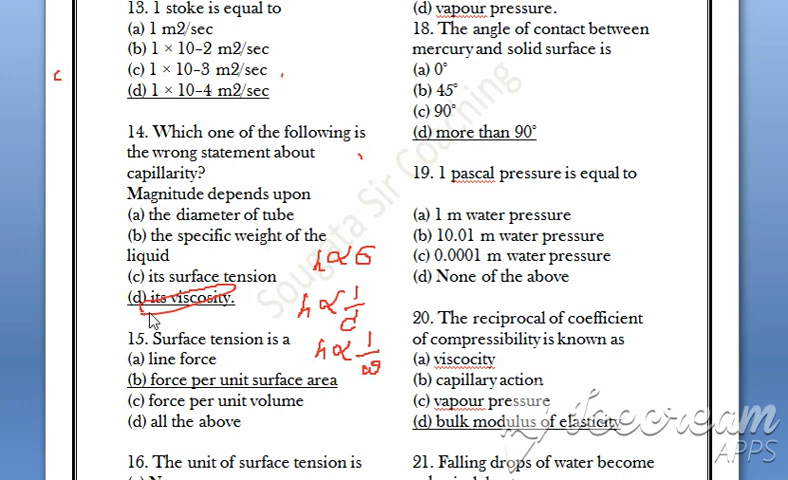 13. 1 stoke is equal to
(a) 1 m2/sec
(b) 1 × 10–2 m2/sec
(c) 1 × 10–3 m2/sec
(d) 1 × 10–4 m2/sec
14. Which one of the following is
the wrong statement about
capillarity?
Magnitude depends upon
(a) the diameter of tube
(b) the specific weight of the
liquid
(c) its surface tension
(d) its viscosity.
h∝σ
h∝1/d
h∝1/ω
15. Surface tension is a
(a) line force
(b) force per unit surface area
(c) force per unit volume
(d) all the above
16. The unit of surface tension is
(d) vapour pressure.
18. The angle of contact between
mercury and solid surface is
(a) 0°
(b) 45°
(c) 90°
(d) more than 90°
19. 1 pascal pressure is equal to
(a) 1 m water pressure
(b) 10.01 m water pressure
(c) 0.0001 m water pressure
(d) None of the above
20. The reciprocal of coefficient
of compressibility is known as
(a) viscocity
(b) capillary action
(c) vapour pressure
(d) bulk modulus of elasticity
21. Falling drops of water become
Sougata Sir Coaching
Icecream
APPS